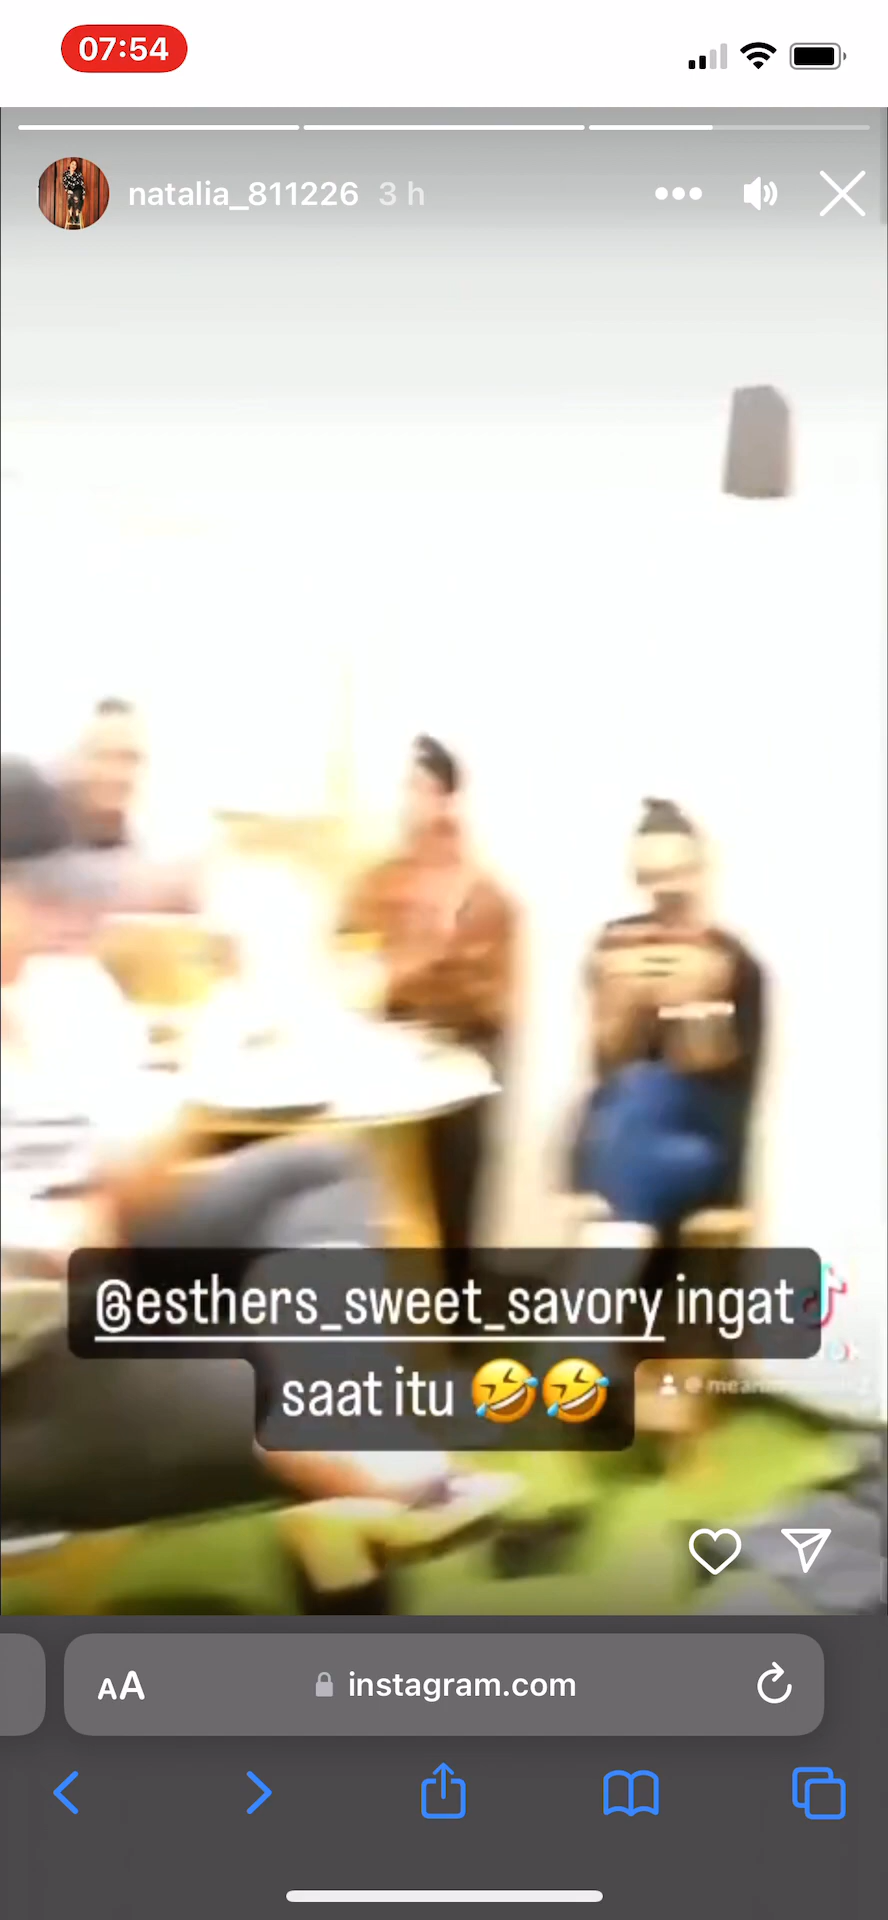 07:54
natalia_811226 3 h
@esthers_sweet_savory ingat
saat itu 🤣🤣
AA instagram.com